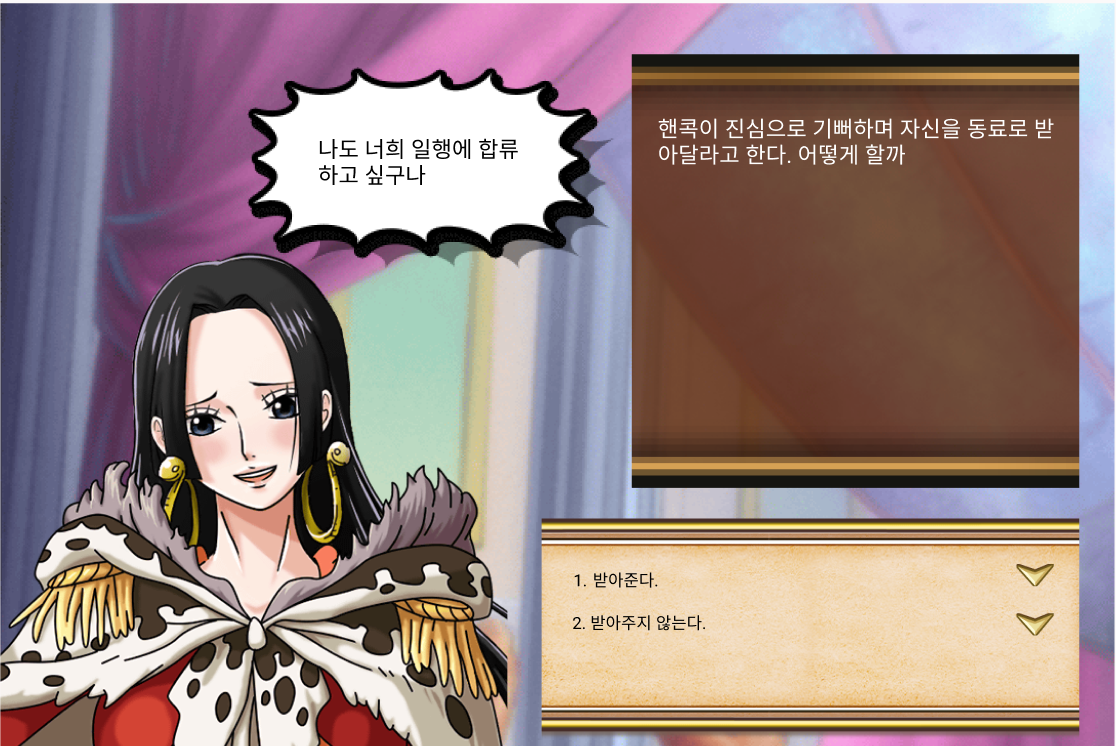 나도 너희 일행에 합류
하고 싶구나
핸콕이 진심으로 기뻐하며 자신을 동료로 받
아달라고 한다. 어떻게 할까
1. 받아준다.
2. 받아주지 않는다.